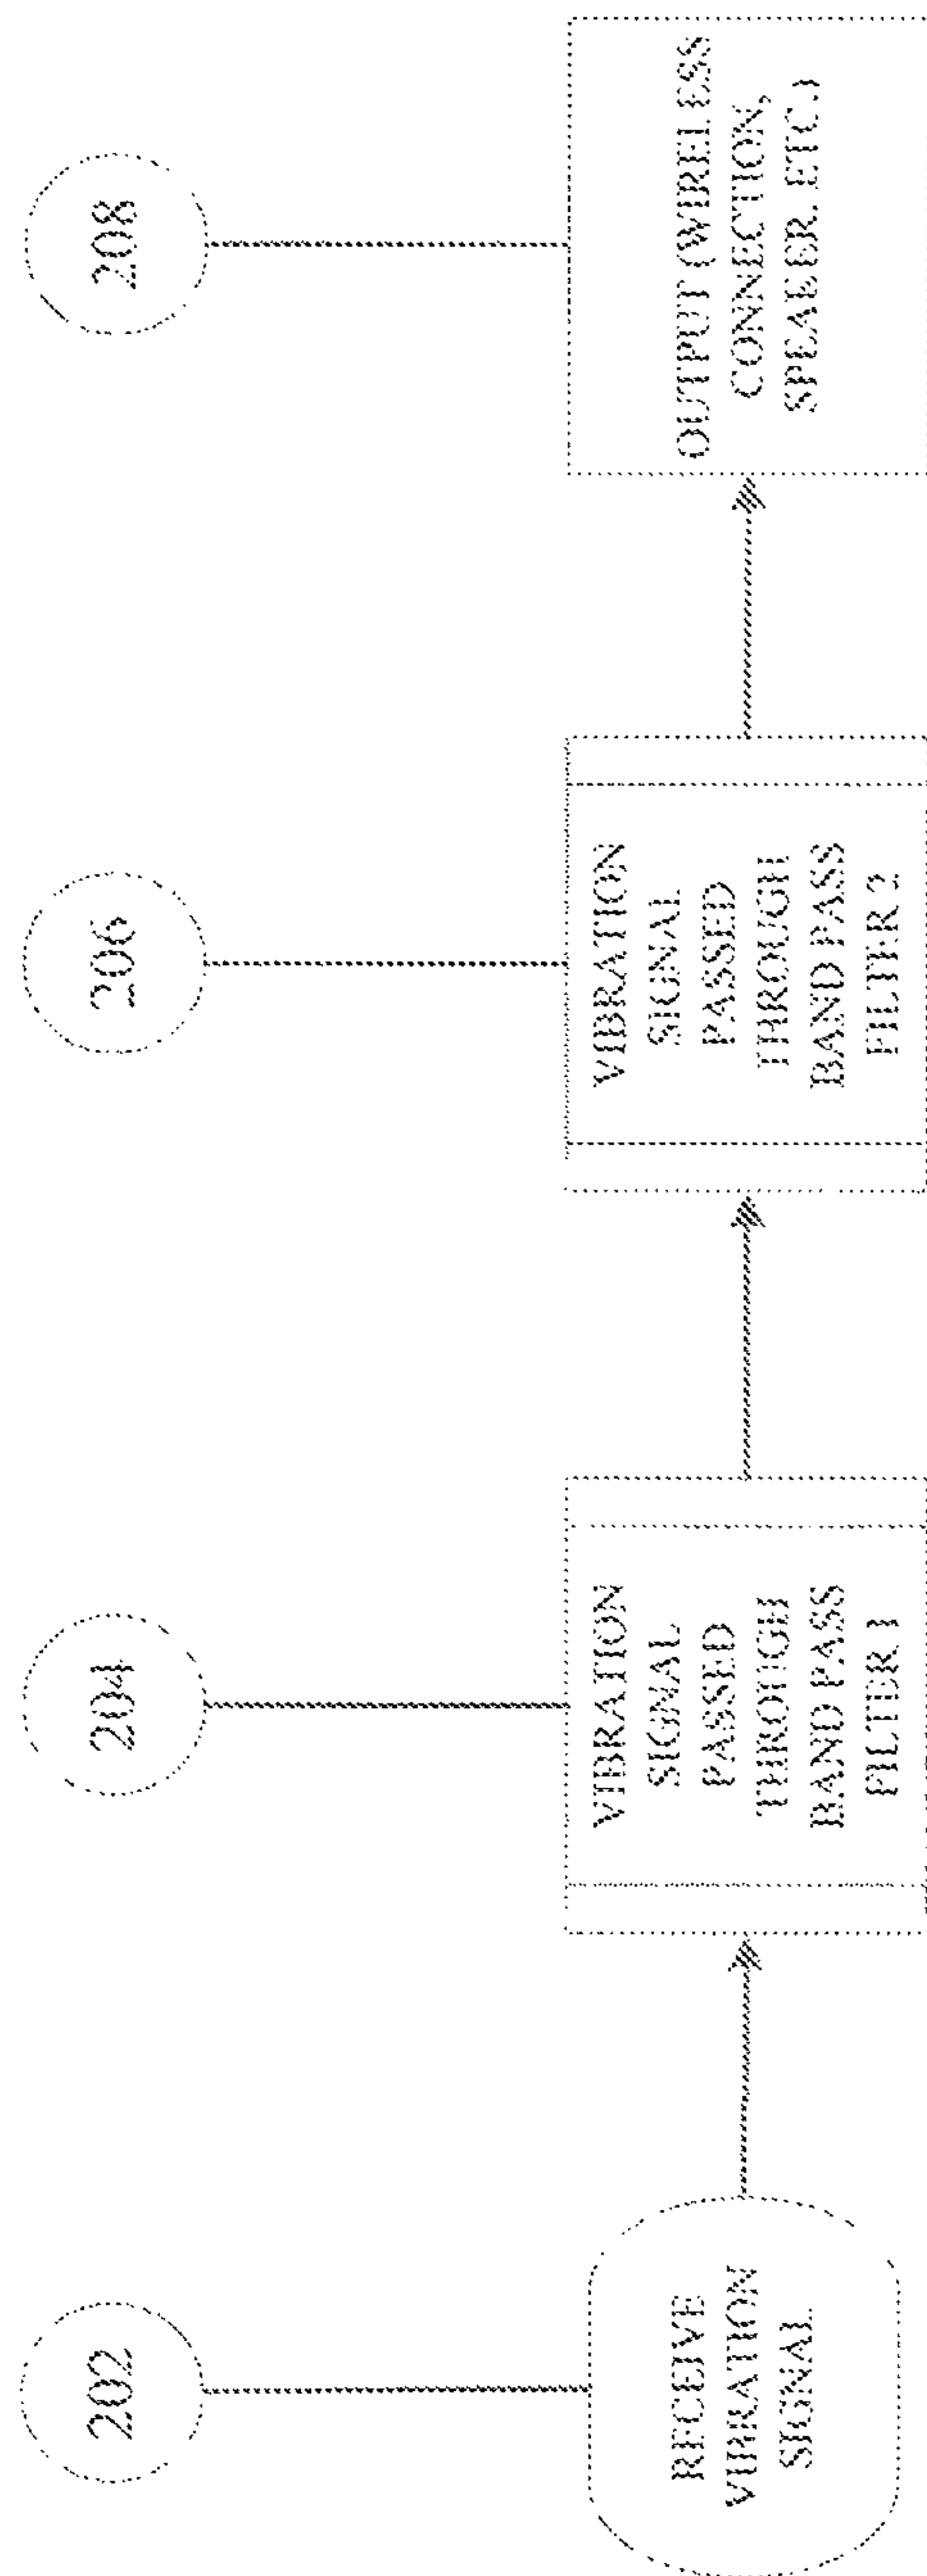 202
204
206
208
RECEIVE
VIBRATION
SIGNAL
VIBRATION
SIGNAL
PASSED
THROUGH
BAND PASS
FILTER 1
VIBRATION
SIGNAL
PASSED
THROUGH
BAND PASS
FILTER 2
OUTPUT (WIRELESS
CONNECTION,
SPEAKER, ETC.)